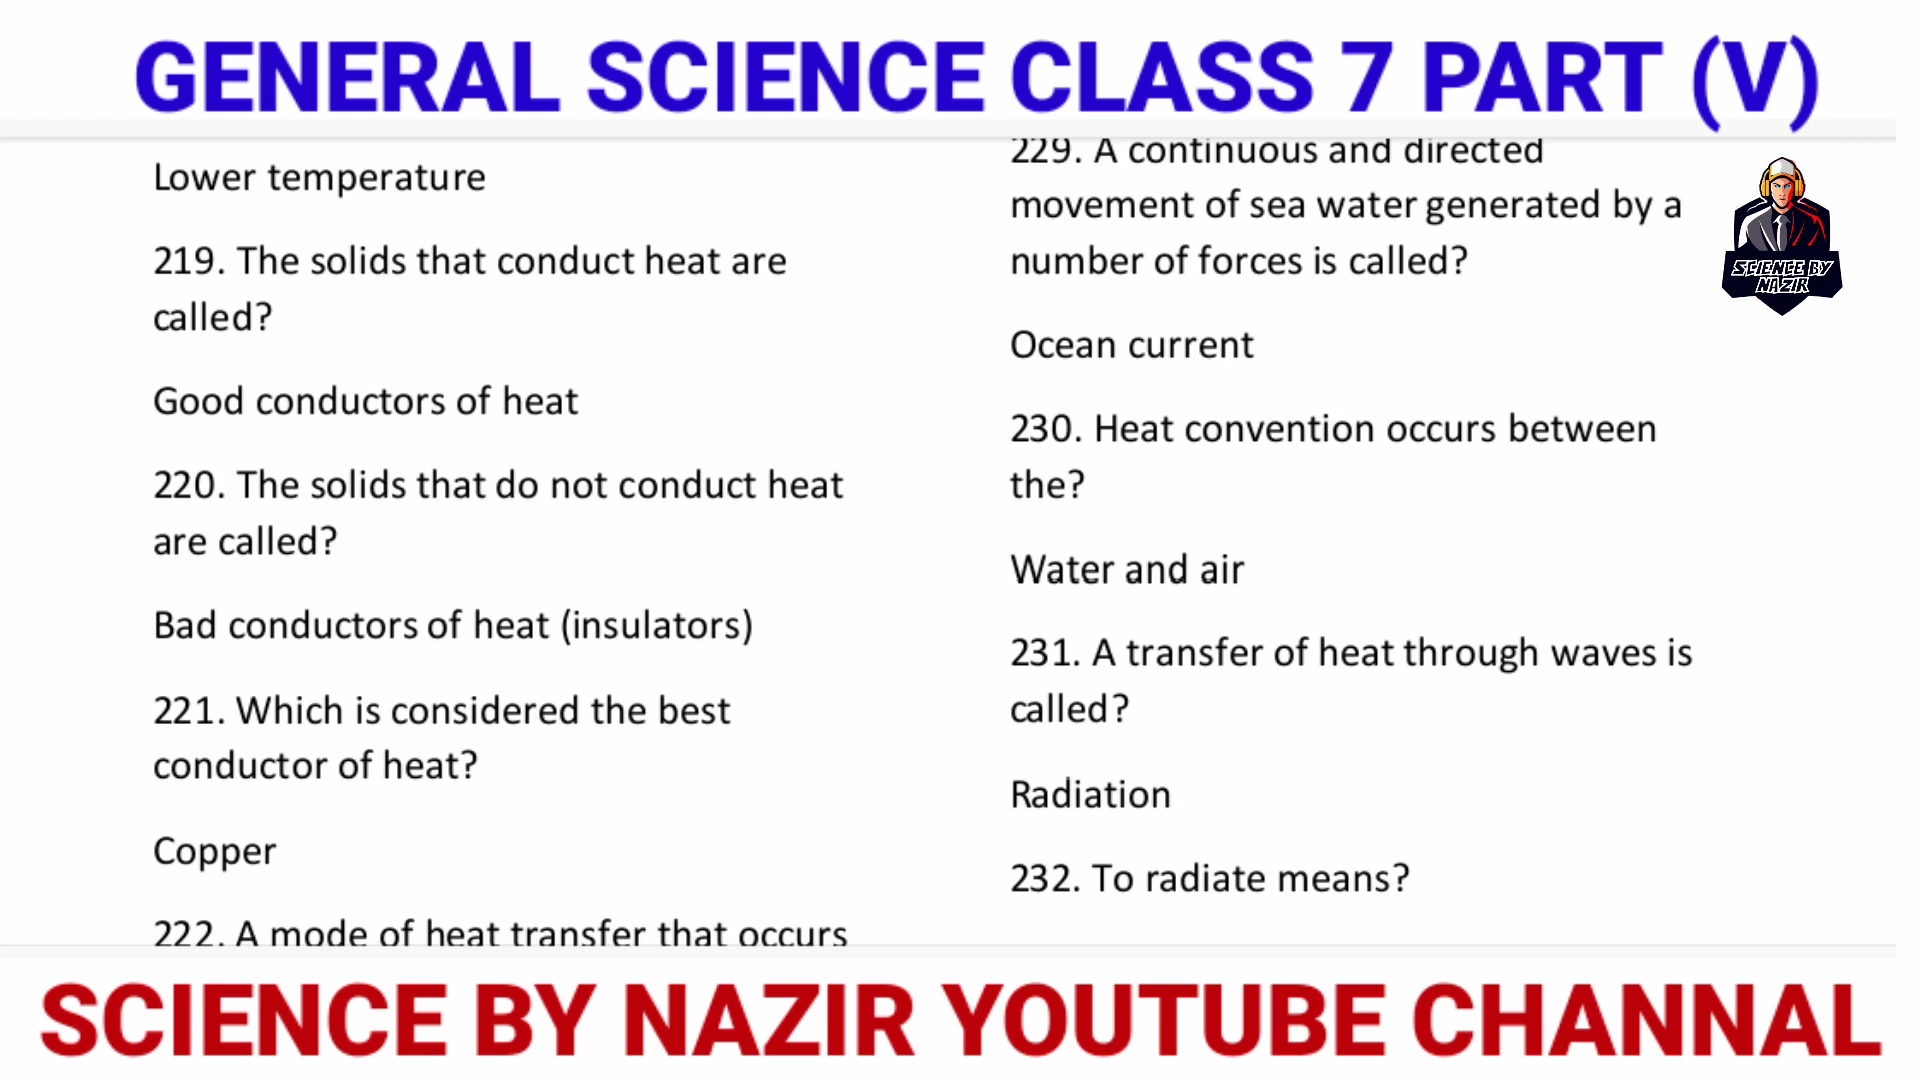 GENERAL SCIENCE CLASS 7 PART (V)
Lower temperature
219. The solids that conduct heat are
called?
Good conductors of heat
220. The solids that do not conduct heat
are called?
Bad conductors of heat (insulators)
221. Which is considered the best
conductor of heat?
Copper
222. A mode of heat transfer that occurs
229. A continuous and directed
movement of sea water generated by a
number of forces is called?
Ocean current
230. Heat convention occurs between
the?
Water and air
231. A transfer of heat through waves is
called?
Radiation
232. To radiate means?
SCIENCE BY
NAZIR
SCIENCE BY NAZIR YOUTUBE CHANNAL